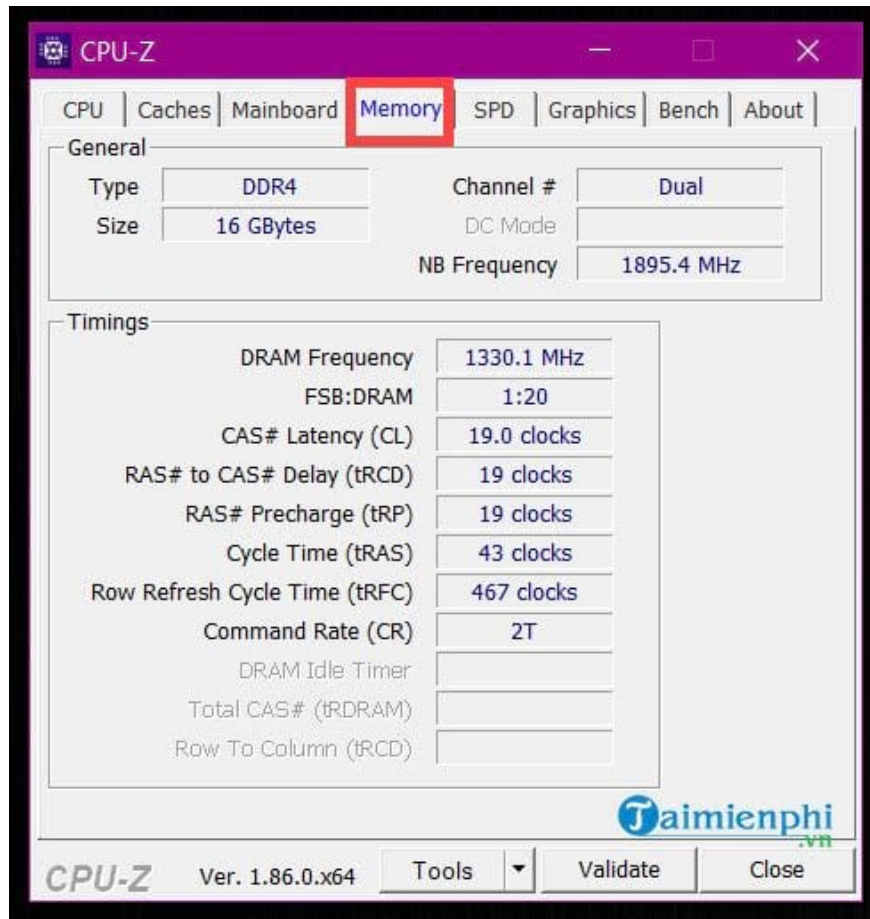 CPU-Z
CPU Caches Mainboard Memory SPD Graphics Bench About
General
Type DDR4 Channel # Dual
Size 16 GBytes DC Mode
NB Frequency 1895.4 MHz
Timings
DRAM Frequency 1330.1 MHz
FSB:DRAM 1:20
CAS# Latency (CL) 19.0 clocks
RAS# to CAS# Delay (tRCD) 19 clocks
RAS# Precharge (tRP) 19 clocks
Cycle Time (tRAS) 43 clocks
Row Refresh Cycle Time (tRFC) 467 clocks
Command Rate (CR) 2T
DRAM Idle Timer
Total CAS# (tRDRAM)
Row To Column (tRCD)
Taimienphi
.vn
CPU-Z Ver. 1.86.0.x64 Tools Validate Close